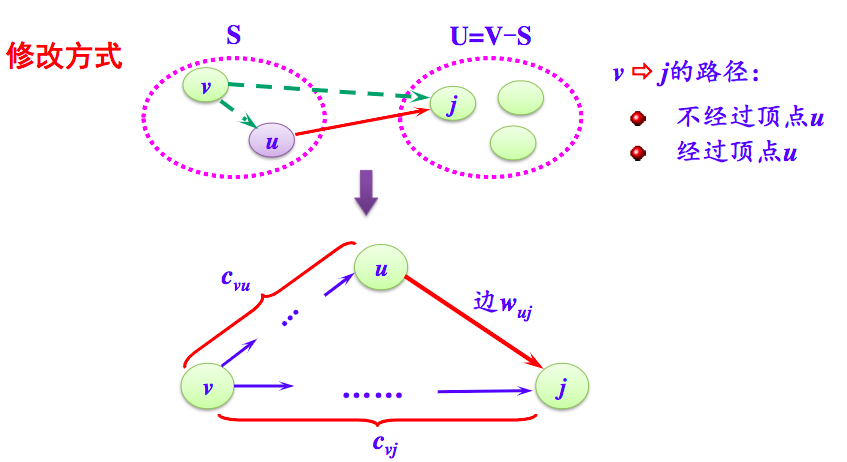 修改方式
S
U=V-S
v
j
u
v ⇨ j的路径：
不经过顶点u
经过顶点u
u
c_vu
边w_uj
...
v
......
j
c_vj